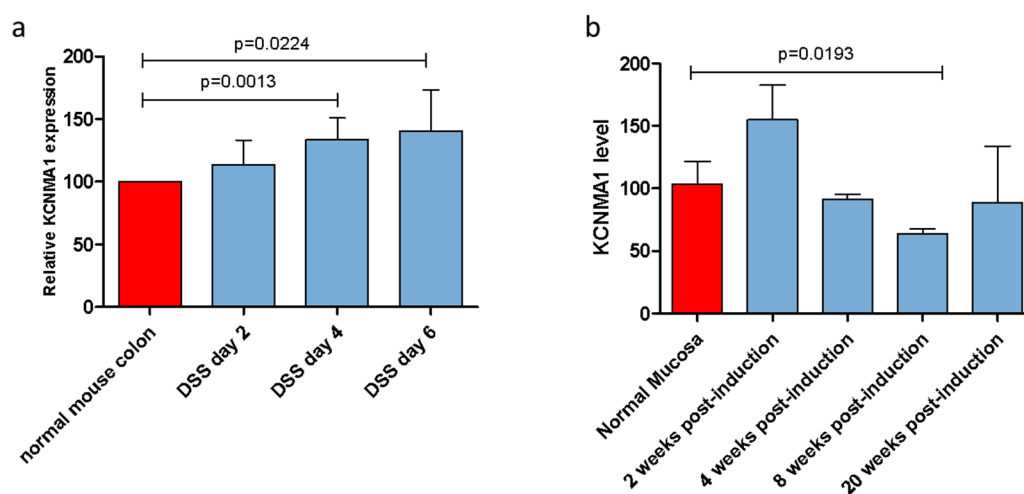 a
p=0.0224
p=0.0013
Relative KCNMA1 expression
200
150
100
50
0
normal mouse colon
DSS day 2
DSS day 4
DSS day 6
b
p=0.0193
KCNMA1 level
200
150
100
50
0
Normal Mucosa
2 weeks post-induction
4 weeks post-induction
8 weeks post-induction
20 weeks post-induction